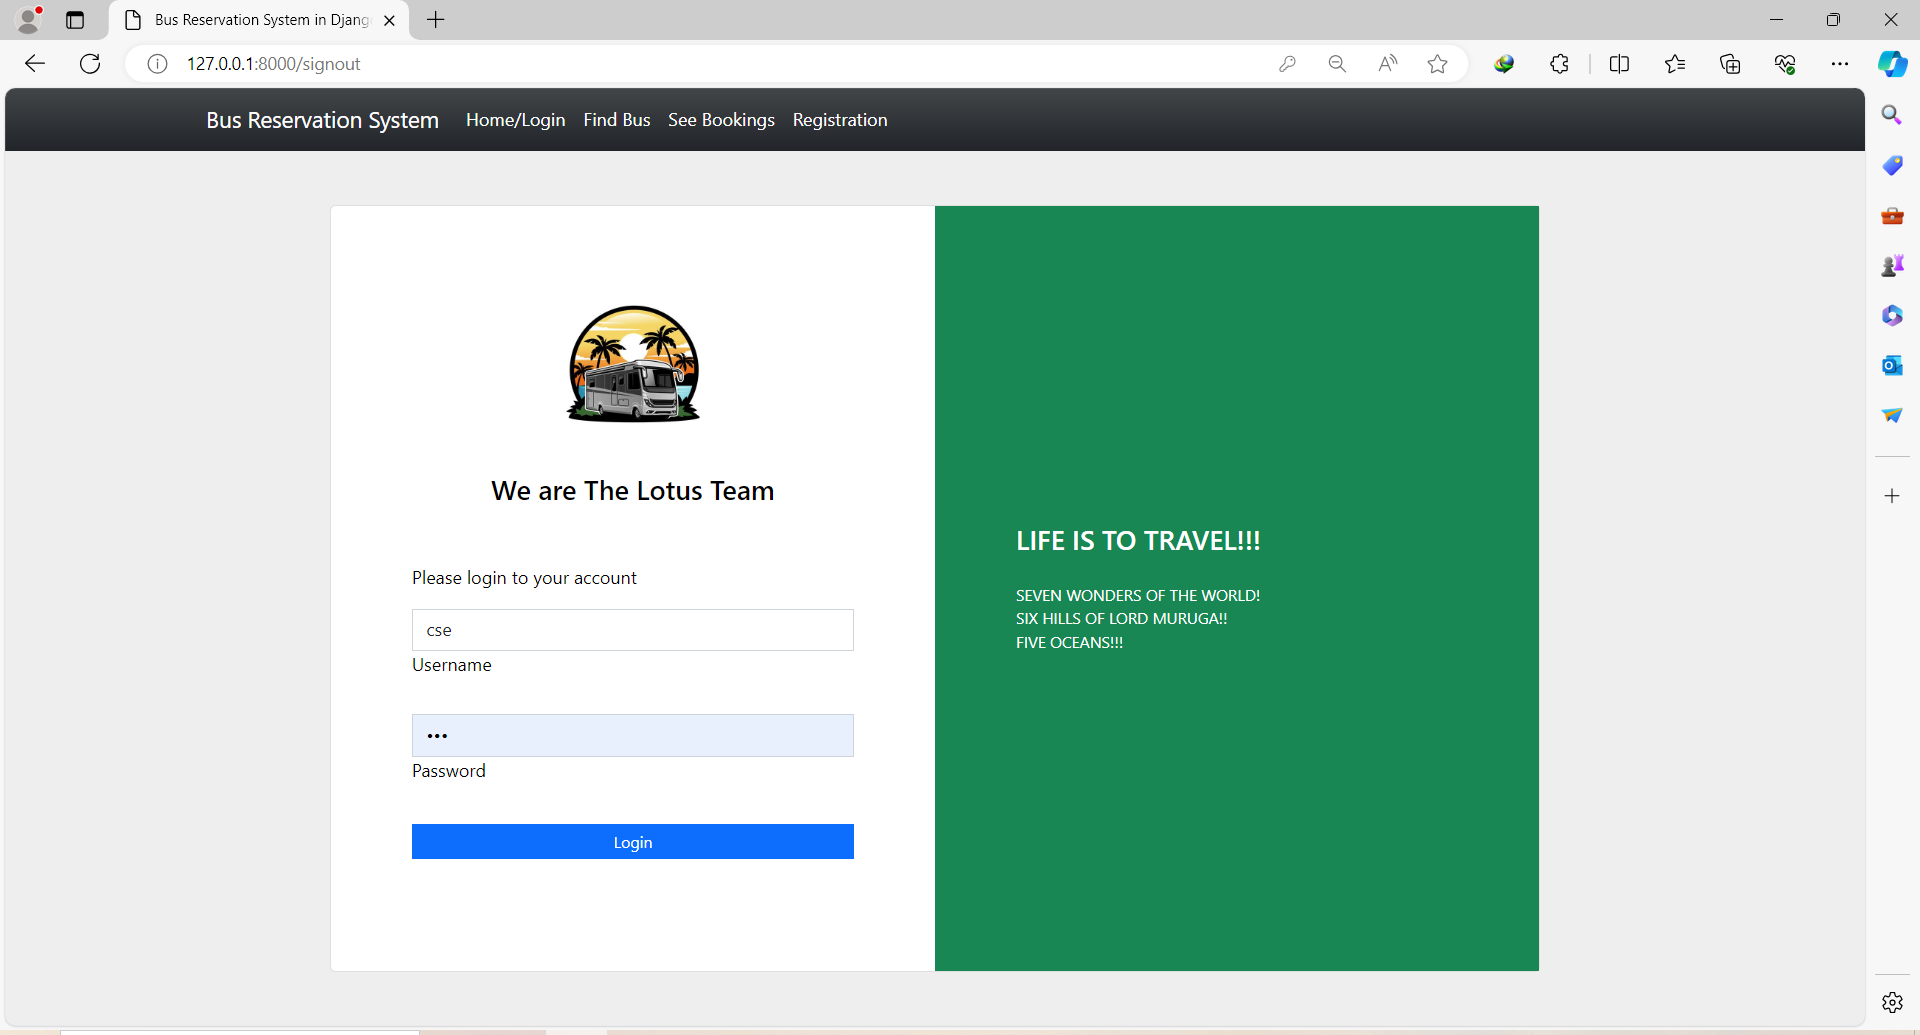 Bus Reservation System in Djang
127.0.0.1:8000/signout
Bus Reservation System Home/Login Find Bus See Bookings Registration
We are The Lotus Team
Please login to your account
cse
Username
Password
Login
LIFE IS TO TRAVEL!!!
SEVEN WONDERS OF THE WORLD!
SIX HILLS OF LORD MURUGA!!
FIVE OCEANS!!!